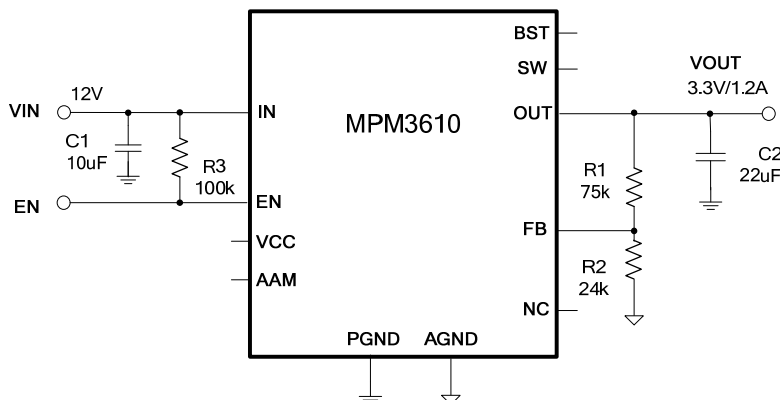 BST
SW
VOUT
3.3V/1.2A
VIN
12V
IN
MPM3610
OUT
C1
10uF
R3
100k
C2
22uF
R1
75k
EN
EN
FB
VCC
R2
24k
AAM
NC
PGND
AGND